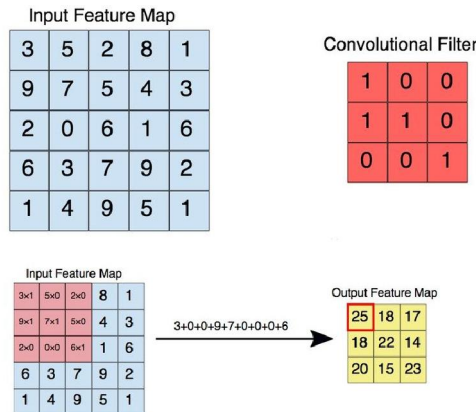 Input Feature Map
3 5 2 8 1
9 7 5 4 3
2 0 6 1 6
6 3 7 9 2
1 4 9 5 1
Convolutional Filter
1 0 0
1 1 0
0 0 1
Input Feature Map
3×1 5×0 2×0 8 1
9×1 7×1 5×0 4 3
2×0 0×0 6×1 1 6
6 3 7 9 2
1 4 9 5 1
3+0+0+9+7+0+0+0+6
Output Feature Map
25 18 17
18 22 14
20 15 23